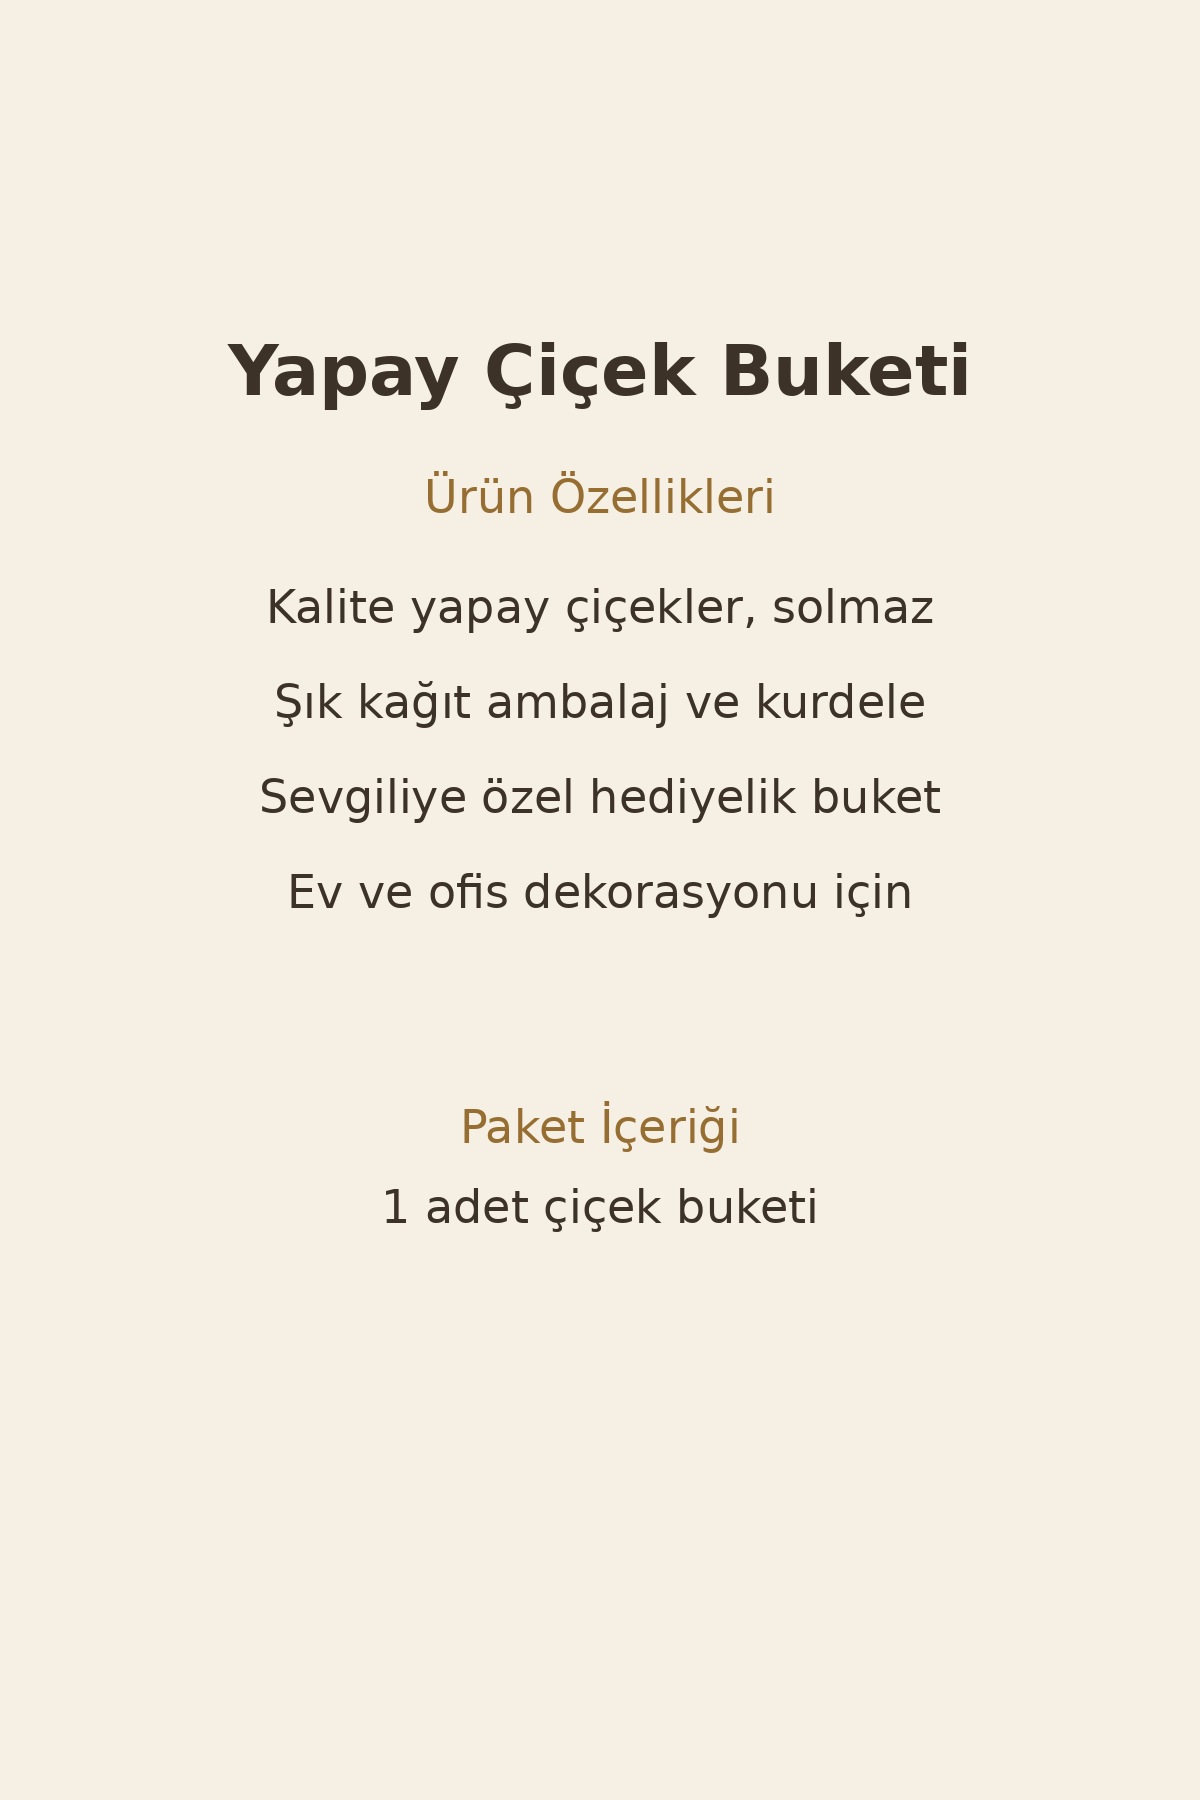 Yapay Çiçek Buketi
Ürün Özellikleri
Kalite yapay çiçekler, solmaz
Şık kağıt ambalaj ve kurdele
Sevgiliye özel hediyelik buket
Ev ve ofis dekorasyonu için
Paket İçeriği
1 adet çiçek buketi